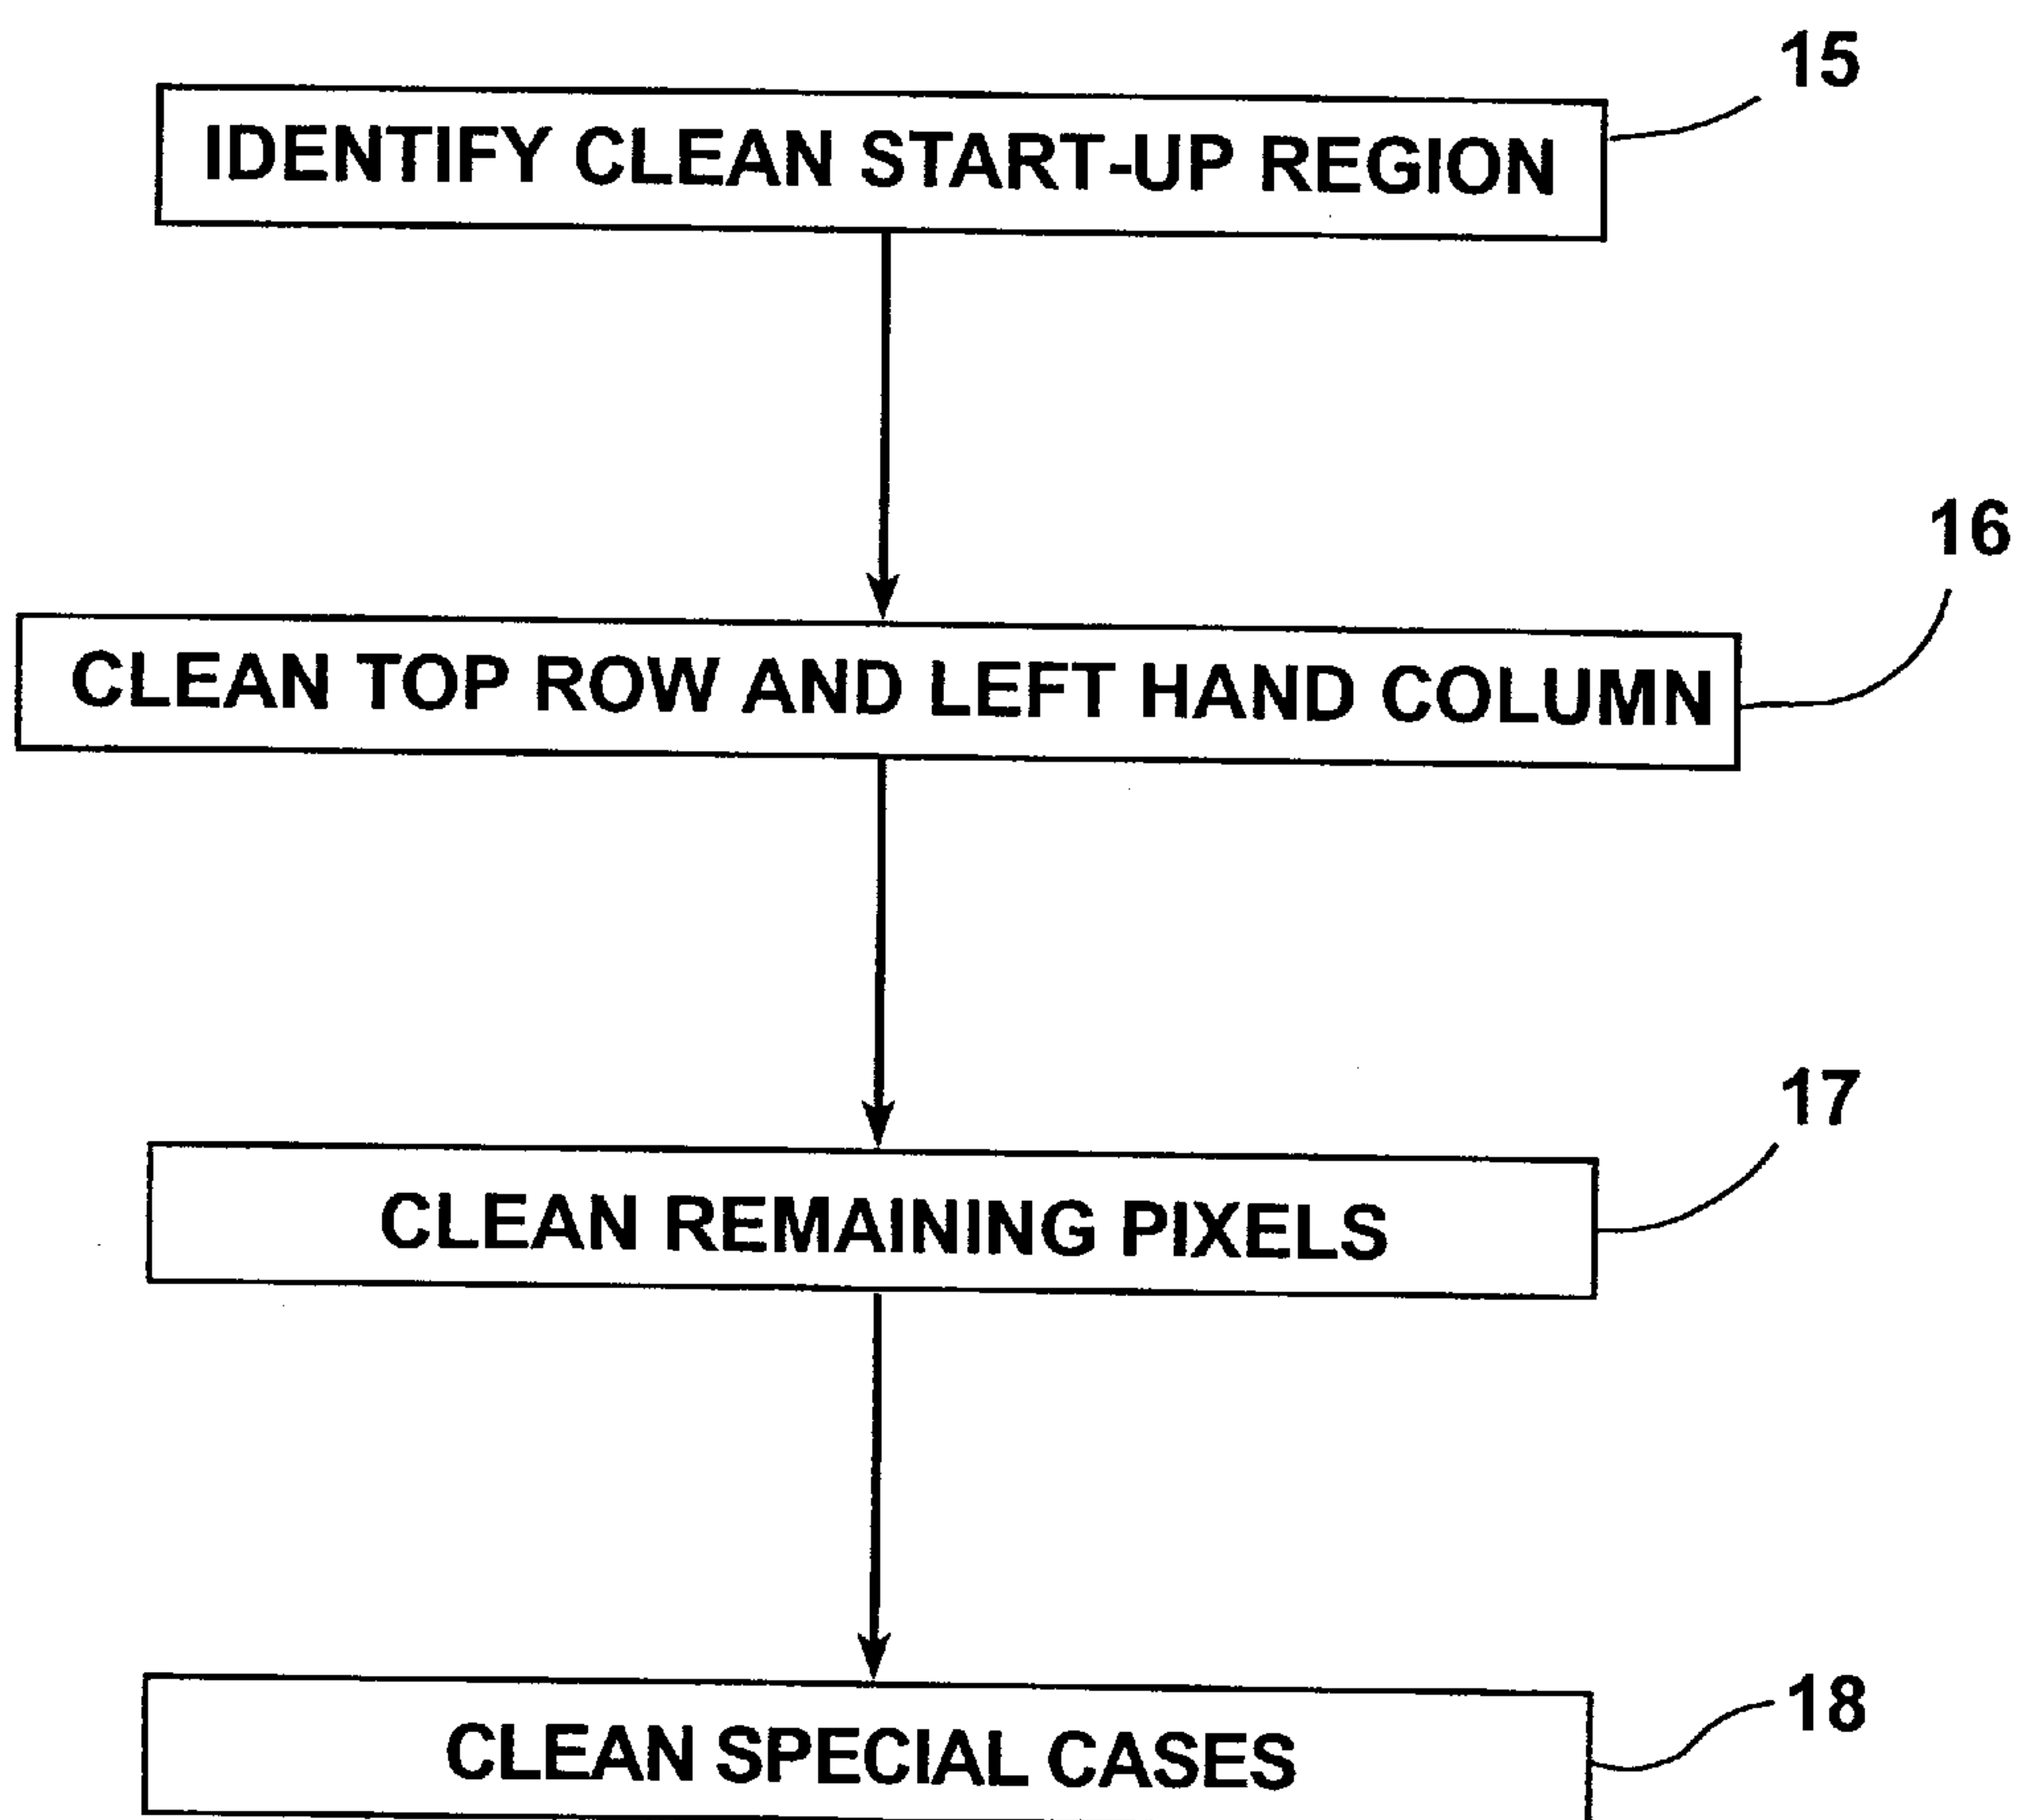 15
IDENTIFY CLEAN START-UP REGION
16
CLEAN TOP ROW AND LEFT HAND COLUMN
17
CLEAN REMAINING PIXELS
18
CLEAN SPECIAL CASES